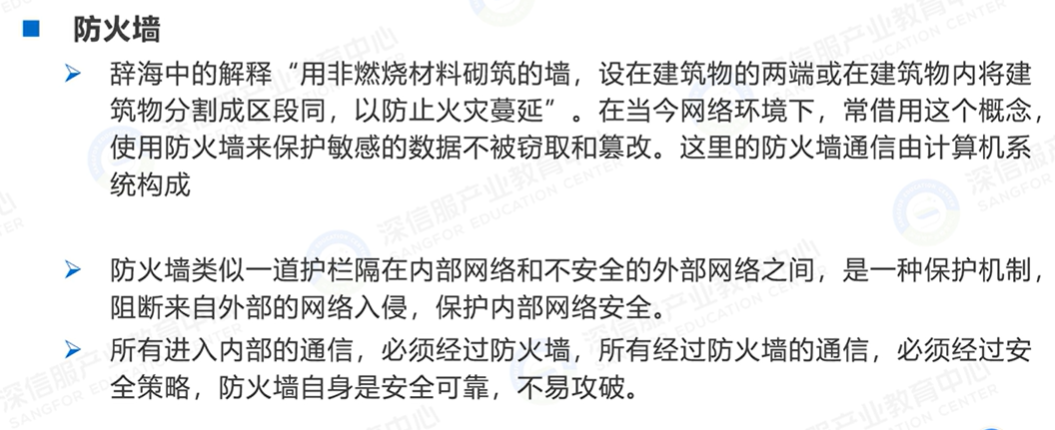 防火墙
辞海中的解释“用非燃烧材料砌筑的墙，设在建筑物的两端或在建筑物内将建
筑物分割成区段同，以防止火灾蔓延”。在当今网络环境下，常借用这个概念，
使用防火墙来保护敏感的数据不被窃取和篡改。这里的防火墙通信由计算机系
统构成
防火墙类似一道护栏隔在内部网络和不安全的外部网络之间，是一种保护机制，
阻断来自外部的网络入侵，保护内部网络安全。
所有进入内部的通信，必须经过防火墙，所有经过防火墙的通信，必须经过安
全策略，防火墙自身是安全可靠，不易攻破。
深信服产业教育中心
SANGFOR EDUCATION CENTER